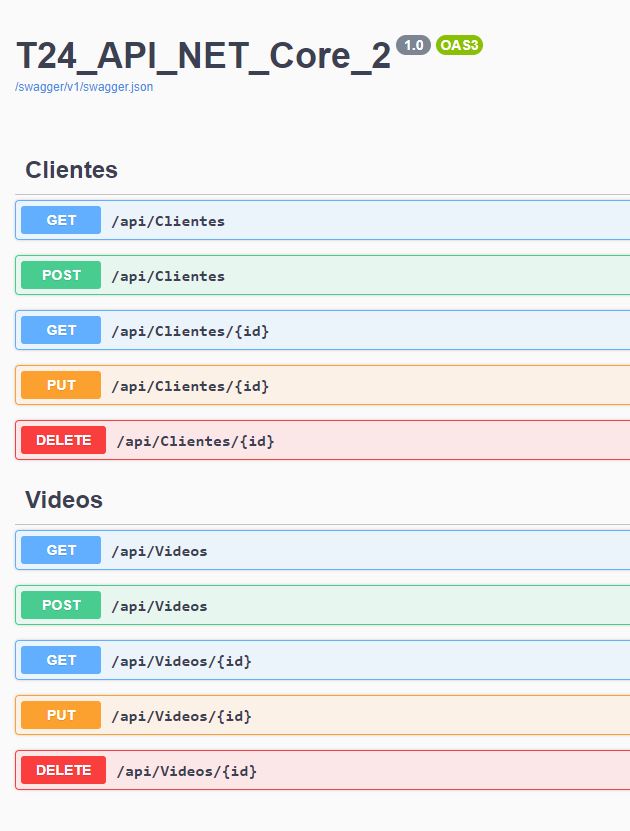 T24_API_NET_Core_2 1.0 OAS3
/swagger/v1/swagger.json
Clientes
GET /api/Clientes
POST /api/Clientes
GET /api/Clientes/{id}
PUT /api/Clientes/{id}
DELETE /api/Clientes/{id}
Videos
GET /api/Videos
POST /api/Videos
GET /api/Videos/{id}
PUT /api/Videos/{id}
DELETE /api/Videos/{id}